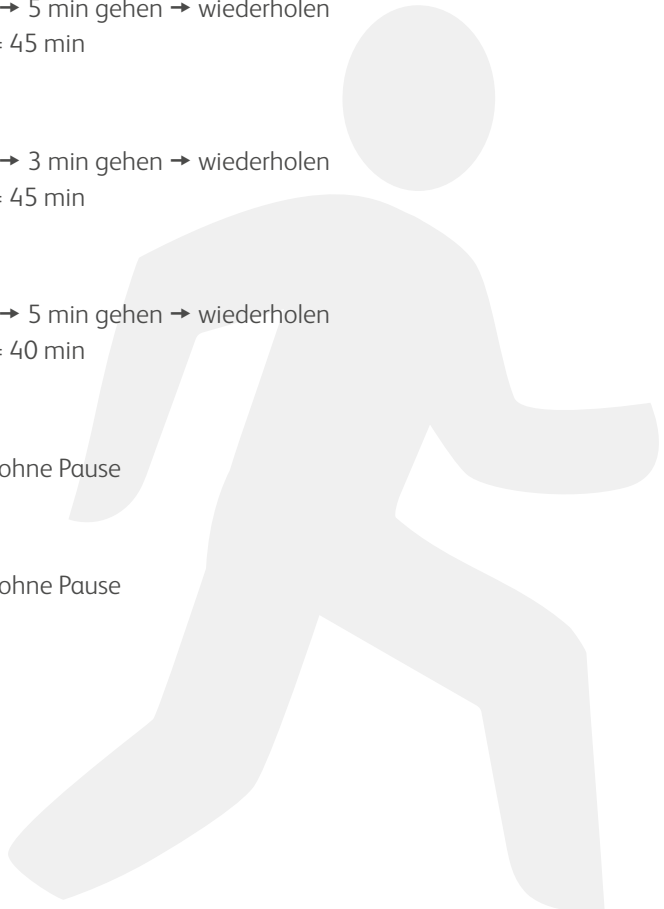 → 5 min gehen → wiederholen
= 45 min
→ 3 min gehen → wiederholen
= 45 min
→ 5 min gehen → wiederholen
= 40 min
ohne Pause
ohne Pause